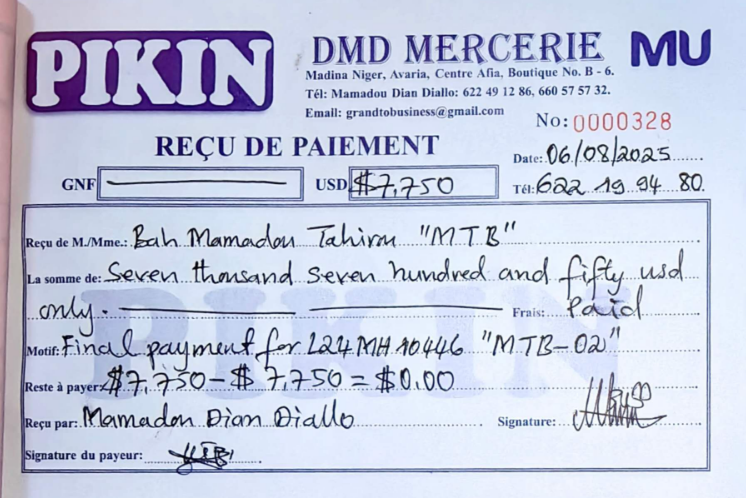 PIKIN
DMD MERCERIE MU
Madina Niger, Avaria, Centre Afia, Boutique No. B - 6.
Tél: Mamadou Dian Diallo: 622 49 12 86, 660 57 57 32.
Email: grandtobusiness@gmail.com
No: 0000328
REÇU DE PAIEMENT
Date: 06/08/2025
GNF USD $7,750 Tél: 622 19 94 80.
Reçu de M./Mme.: Bah Mamadou Tahirou "MTB"
La somme de: Seven thousand seven hundred and fifty usd
only. Frais: Paid
Motif: Final payment for L24MH10446 "MTB-02"
Reste à payer: $7,750 - $7,750 = $0.00
Reçu par: Mamadou Dian Diallo Signature:
Signature du payeur:
PIKIN